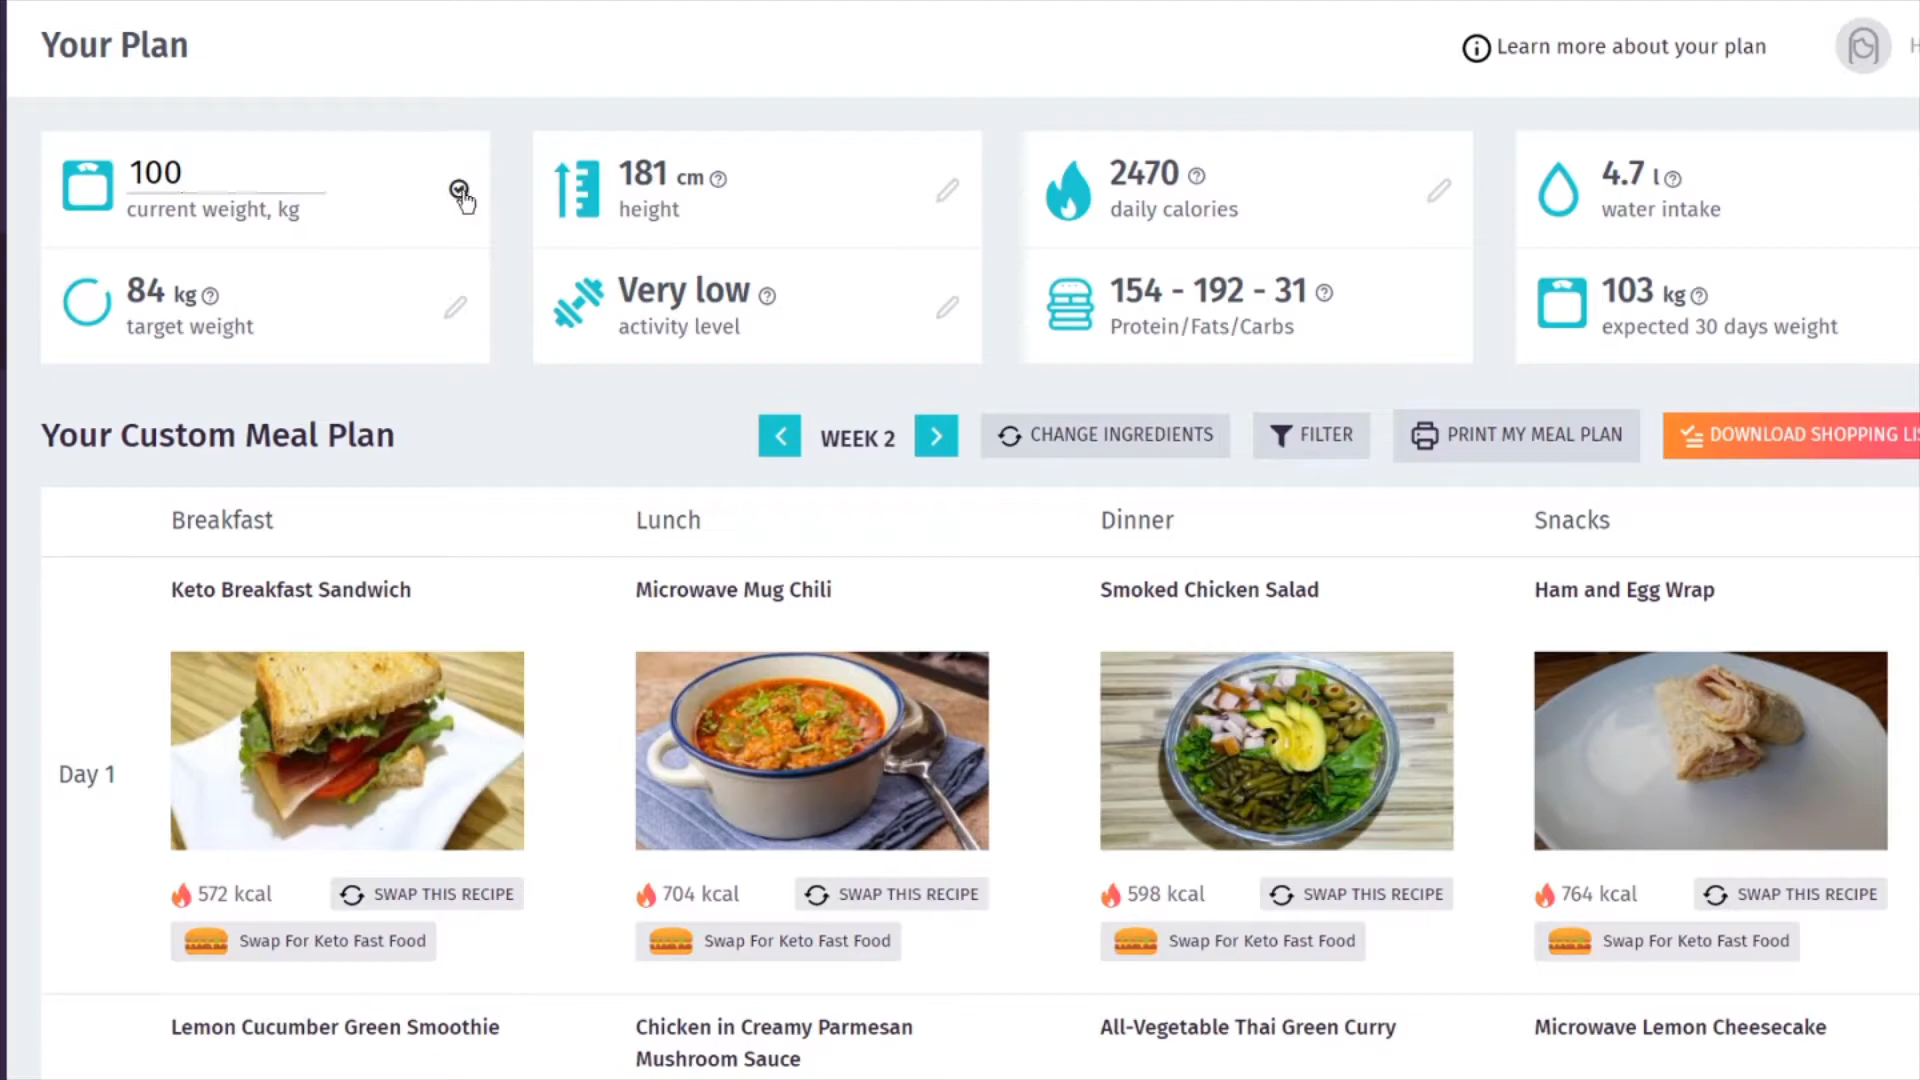 Your Plan
Learn more about your plan
100
current weight, kg
181 cm
height
2470
daily calories
4.7 l
water intake
84 kg
target weight
Very low
activity level
154 - 192 - 31
Protein/Fats/Carbs
103 kg
expected 30 days weight
Your Custom Meal Plan
WEEK 2
CHANGE INGREDIENTS
FILTER
PRINT MY MEAL PLAN
DOWNLOAD SHOPPING LIS
Breakfast
Lunch
Dinner
Snacks
Keto Breakfast Sandwich
Microwave Mug Chili
Smoked Chicken Salad
Ham and Egg Wrap
Day 1
572 kcal
SWAP THIS RECIPE
704 kcal
SWAP THIS RECIPE
598 kcal
SWAP THIS RECIPE
764 kcal
SWAP THIS RECIPE
Swap For Keto Fast Food
Swap For Keto Fast Food
Swap For Keto Fast Food
Swap For Keto Fast Food
Lemon Cucumber Green Smoothie
Chicken in Creamy Parmesan
Mushroom Sauce
All-Vegetable Thai Green Curry
Microwave Lemon Cheesecake